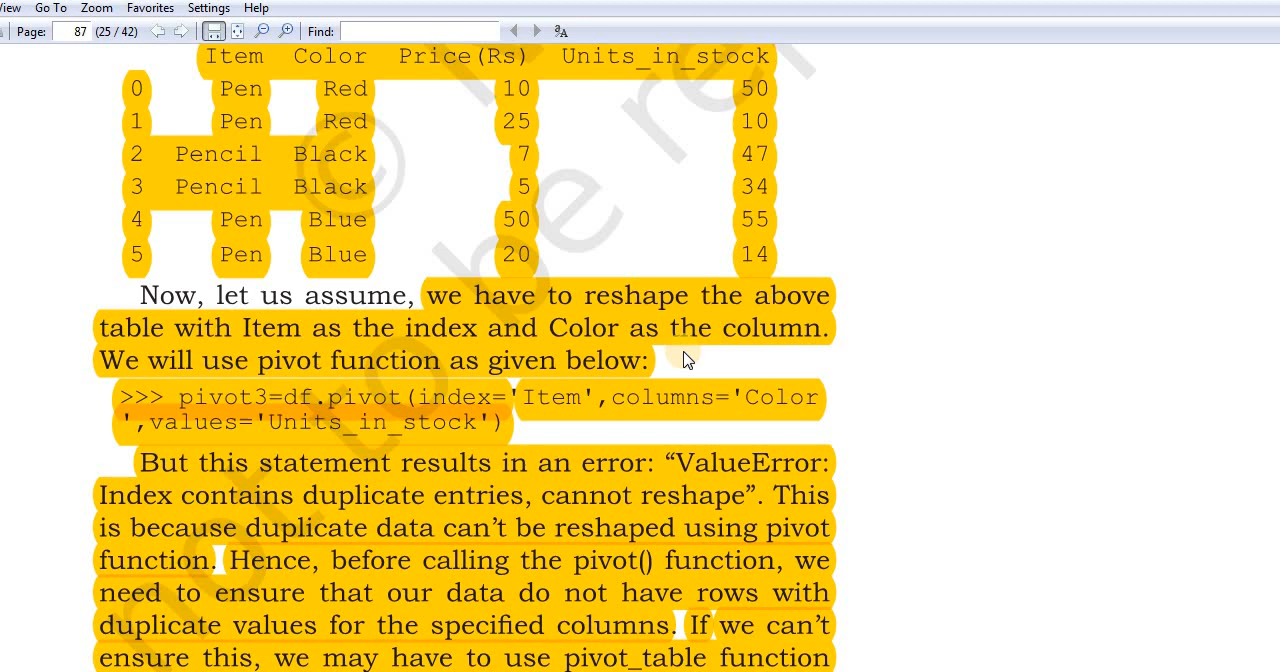 View Go To Zoom Favorites Settings Help
Page: 87 (25 / 42) Find:
Item Color Price(Rs) Units_in_stock
0 Pen Red 10 50
1 Pen Red 25 10
2 Pencil Black 7 47
3 Pencil Black 5 34
4 Pen Blue 50 55
5 Pen Blue 20 14
Now, let us assume, we have to reshape the above
table with Item as the index and Color as the column.
We will use pivot function as given below:
>>> pivot3=df.pivot(index='Item',columns='Color
',values='Units_in_stock')
But this statement results in an error: “ValueError:
Index contains duplicate entries, cannot reshape”. This
is because duplicate data can’t be reshaped using pivot
function. Hence, before calling the pivot() function, we
need to ensure that our data do not have rows with
duplicate values for the specified columns. If we can’t
ensure this, we may have to use pivot_table function
©
not to be re